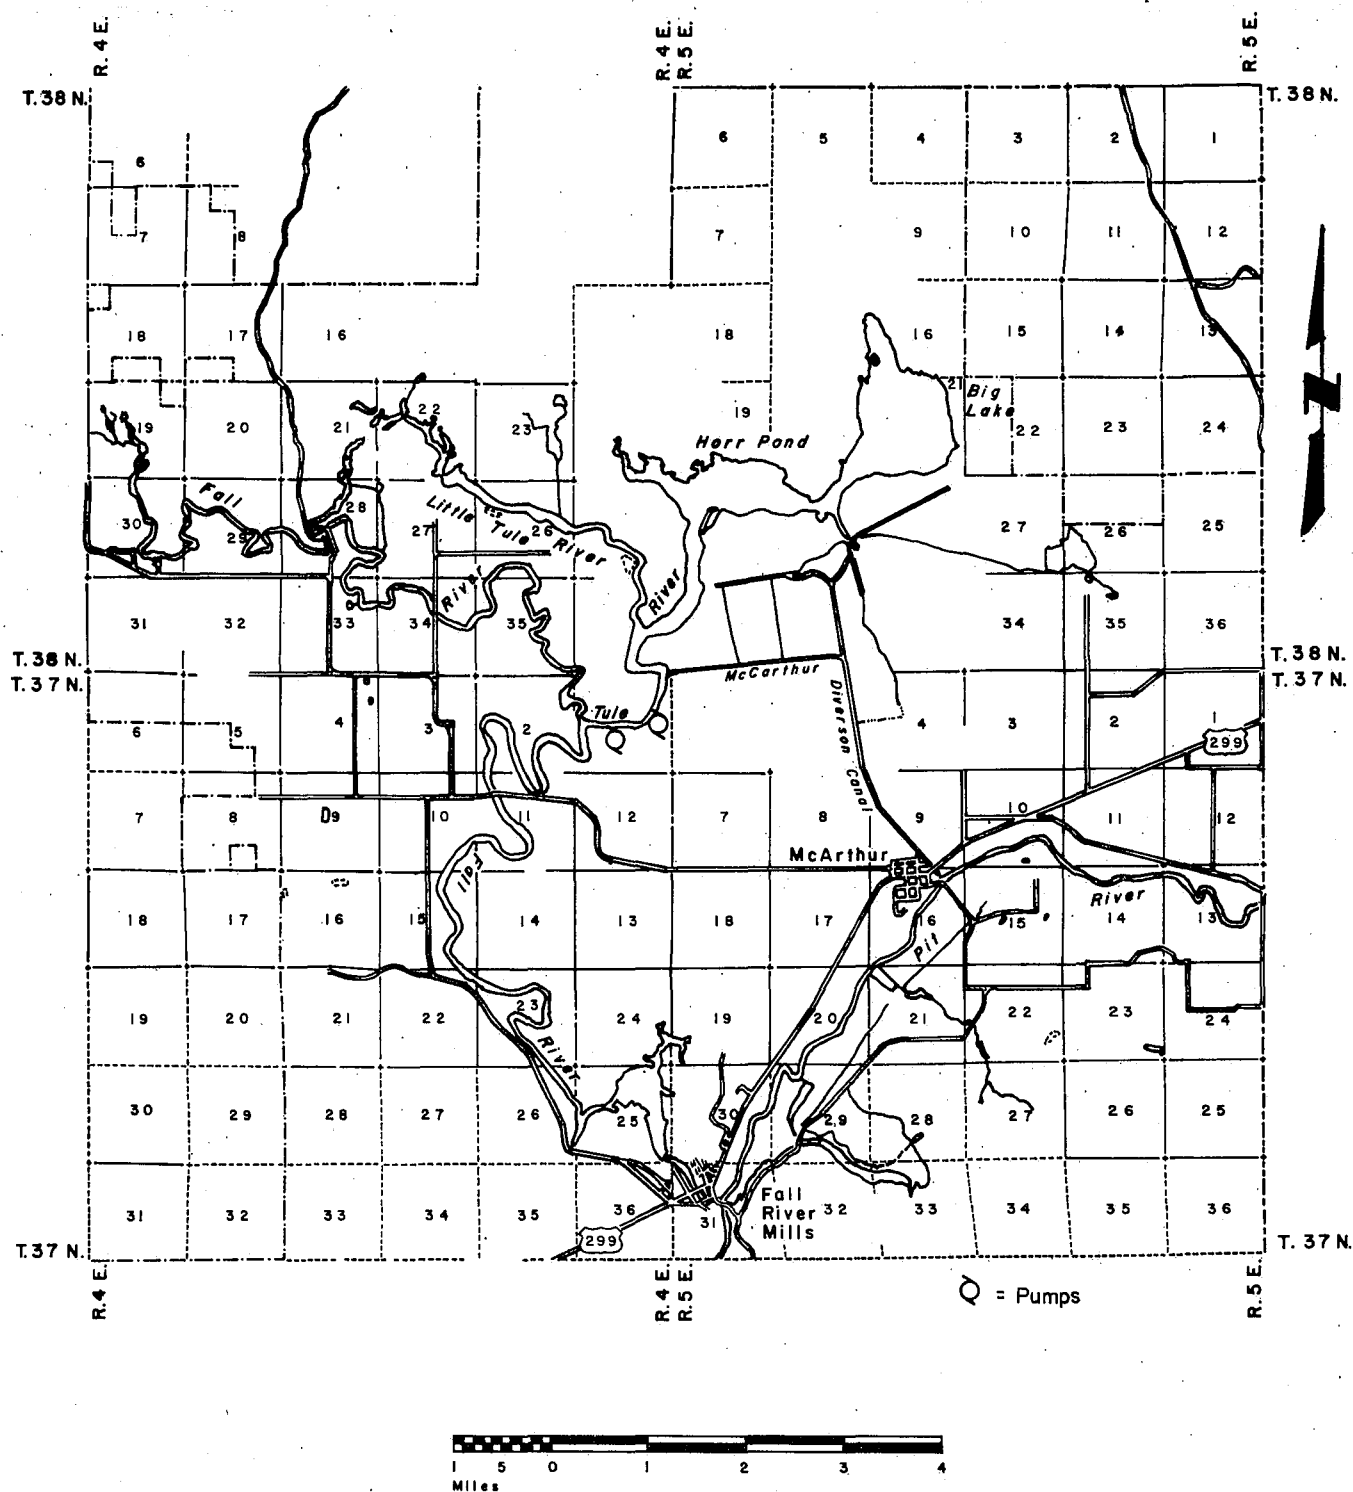 R. 4 E.
R. 4 E.
R. 5 E.
R. 5 E.
T. 38 N.
T. 38 N.
6 5 4 3 2 1
6
7 8
7 9 10 11 12
18 17 16
18 16 15 14 13
21
Big
Lake
19 20 21 22 23
19
Horr Pond
22 23 24
Fall
30 29 28 27 26
Little Tule River
27 26 25
River
River
31 32 33 34 35
34 35 36
T. 38 N.
T. 37 N.
T. 38 N.
T. 37 N.
McCarthur
Diverson Canal
Tule
6 5 4 3 2
4 3 2 1
299
7 8 D9 10 11 12
7 8 9 10 11 12
McArthur
Fall
18 17 16 15 14 13
18 17 16 15 14 13
Pit
River
19 20 21 22 23 24
19 20 21 22 23 24
River
30 29 28 27 26 25
30 29 28 27 26 25
31 32 33 34 35 36
31 32 33 34 35 36
Fall
River
Mills
299
T. 37 N.
T. 37 N.
R. 4 E.
R. 4 E.
R. 5 E.
R. 5 E.
= Pumps
1 5 0 1 2 3 4
Miles